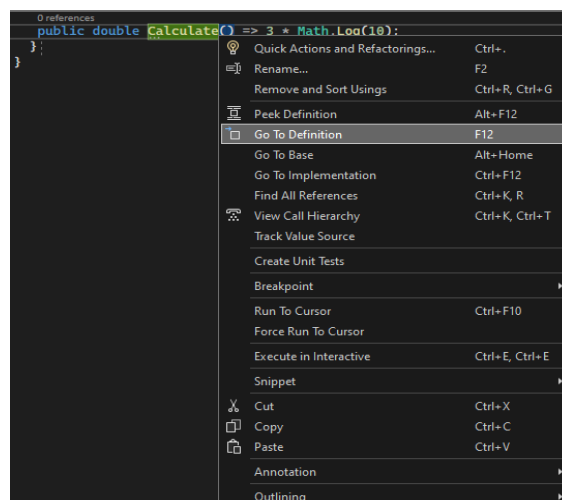 0 references
public double Calculate() => 3 * Math.Log(10);
}
}
Quick Actions and Refactorings... Ctrl+.
Rename... F2
Remove and Sort Usings Ctrl+R, Ctrl+G
Peek Definition Alt+F12
Go To Definition F12
Go To Base Alt+Home
Go To Implementation Ctrl+F12
Find All References Ctrl+K, R
View Call Hierarchy Ctrl+K, Ctrl+T
Track Value Source
Create Unit Tests
Breakpoint
Run To Cursor Ctrl+F10
Force Run To Cursor
Execute in Interactive Ctrl+E, Ctrl+E
Snippet
Cut Ctrl+X
Copy Ctrl+C
Paste Ctrl+V
Annotation
Outlining